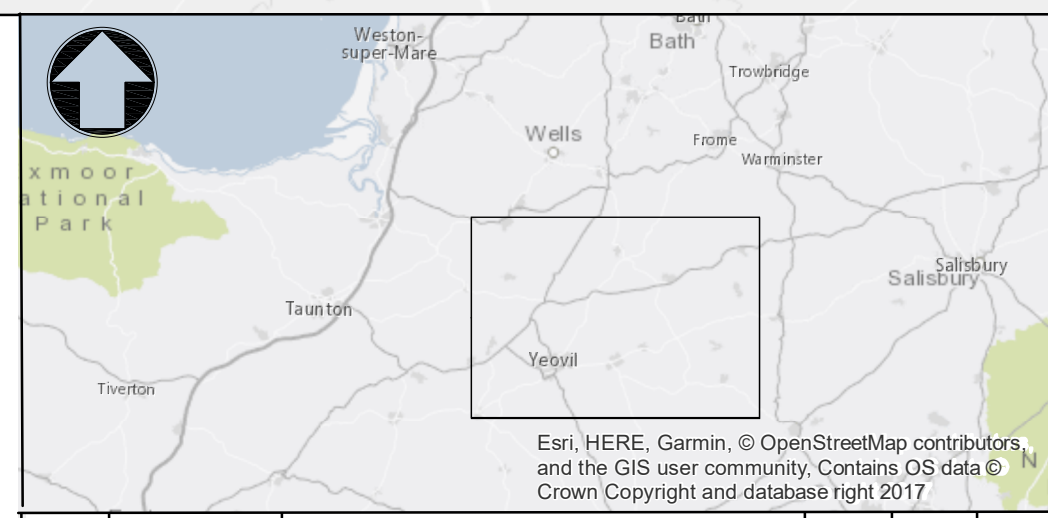 Bath
Weston-
super-Mare
Bath
Trowbridge
Wells
Frome
Warminster
xmoor
ational
Park
Salisbury
Salisbury
Taunton
Yeovil
Tiverton
Esri, HERE, Garmin, © OpenStreetMap contributors,
and the GIS user community, Contains OS data ©
Crown Copyright and database right 2017
N